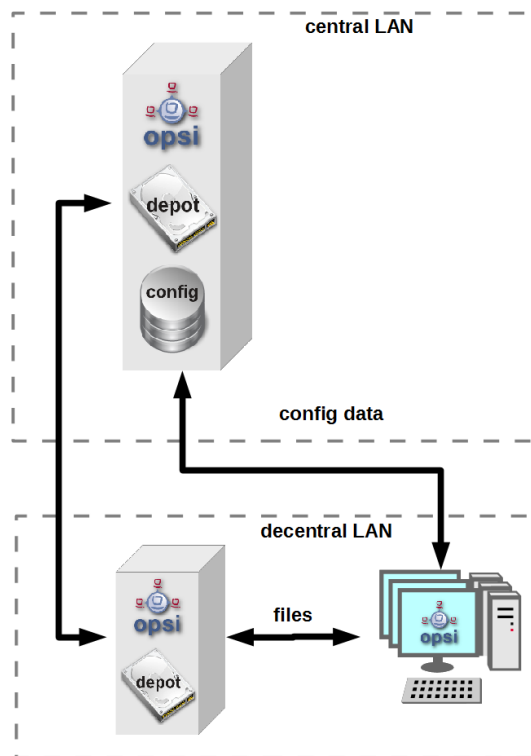 central LAN
opsi
depot
config
config data
decentral LAN
opsi
files
opsi
depot